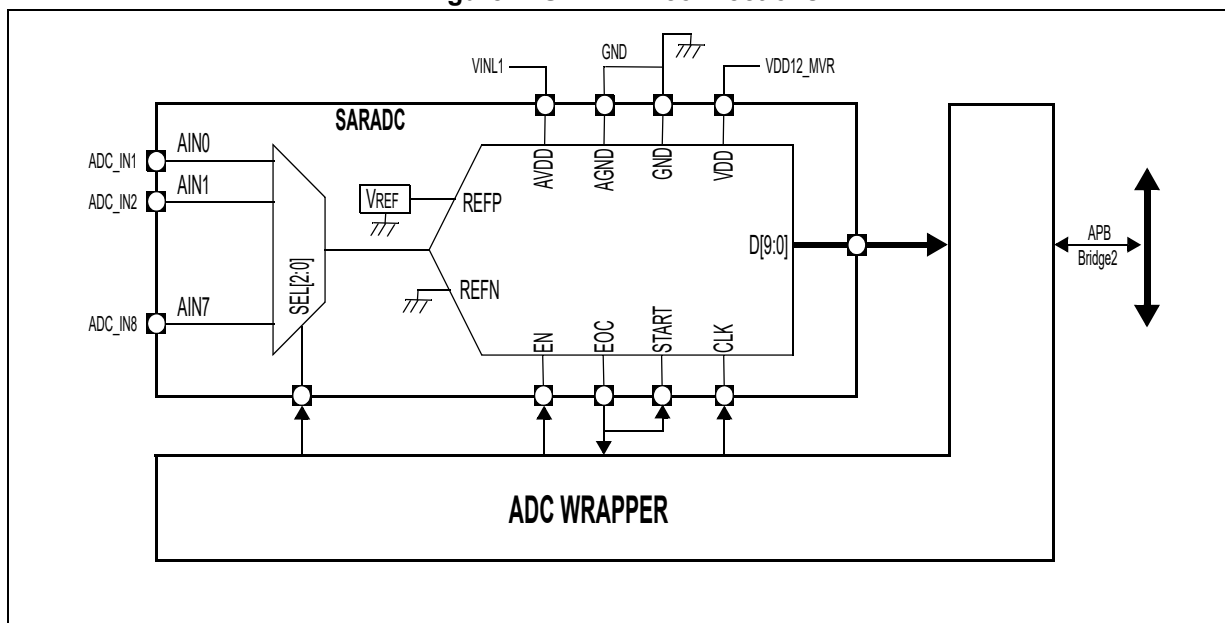 GND
VINL1
VDD12_MVR
SARADC
AVDD
AGND
GND
VDD
ADC_IN1
AIN0
ADC_IN2
AIN1
ADC_IN8
AIN7
SEL[2:0]
VREF
REFP
REFN
D[9:0]
APB
Bridge2
EN
EOC
START
CLK
ADC WRAPPER